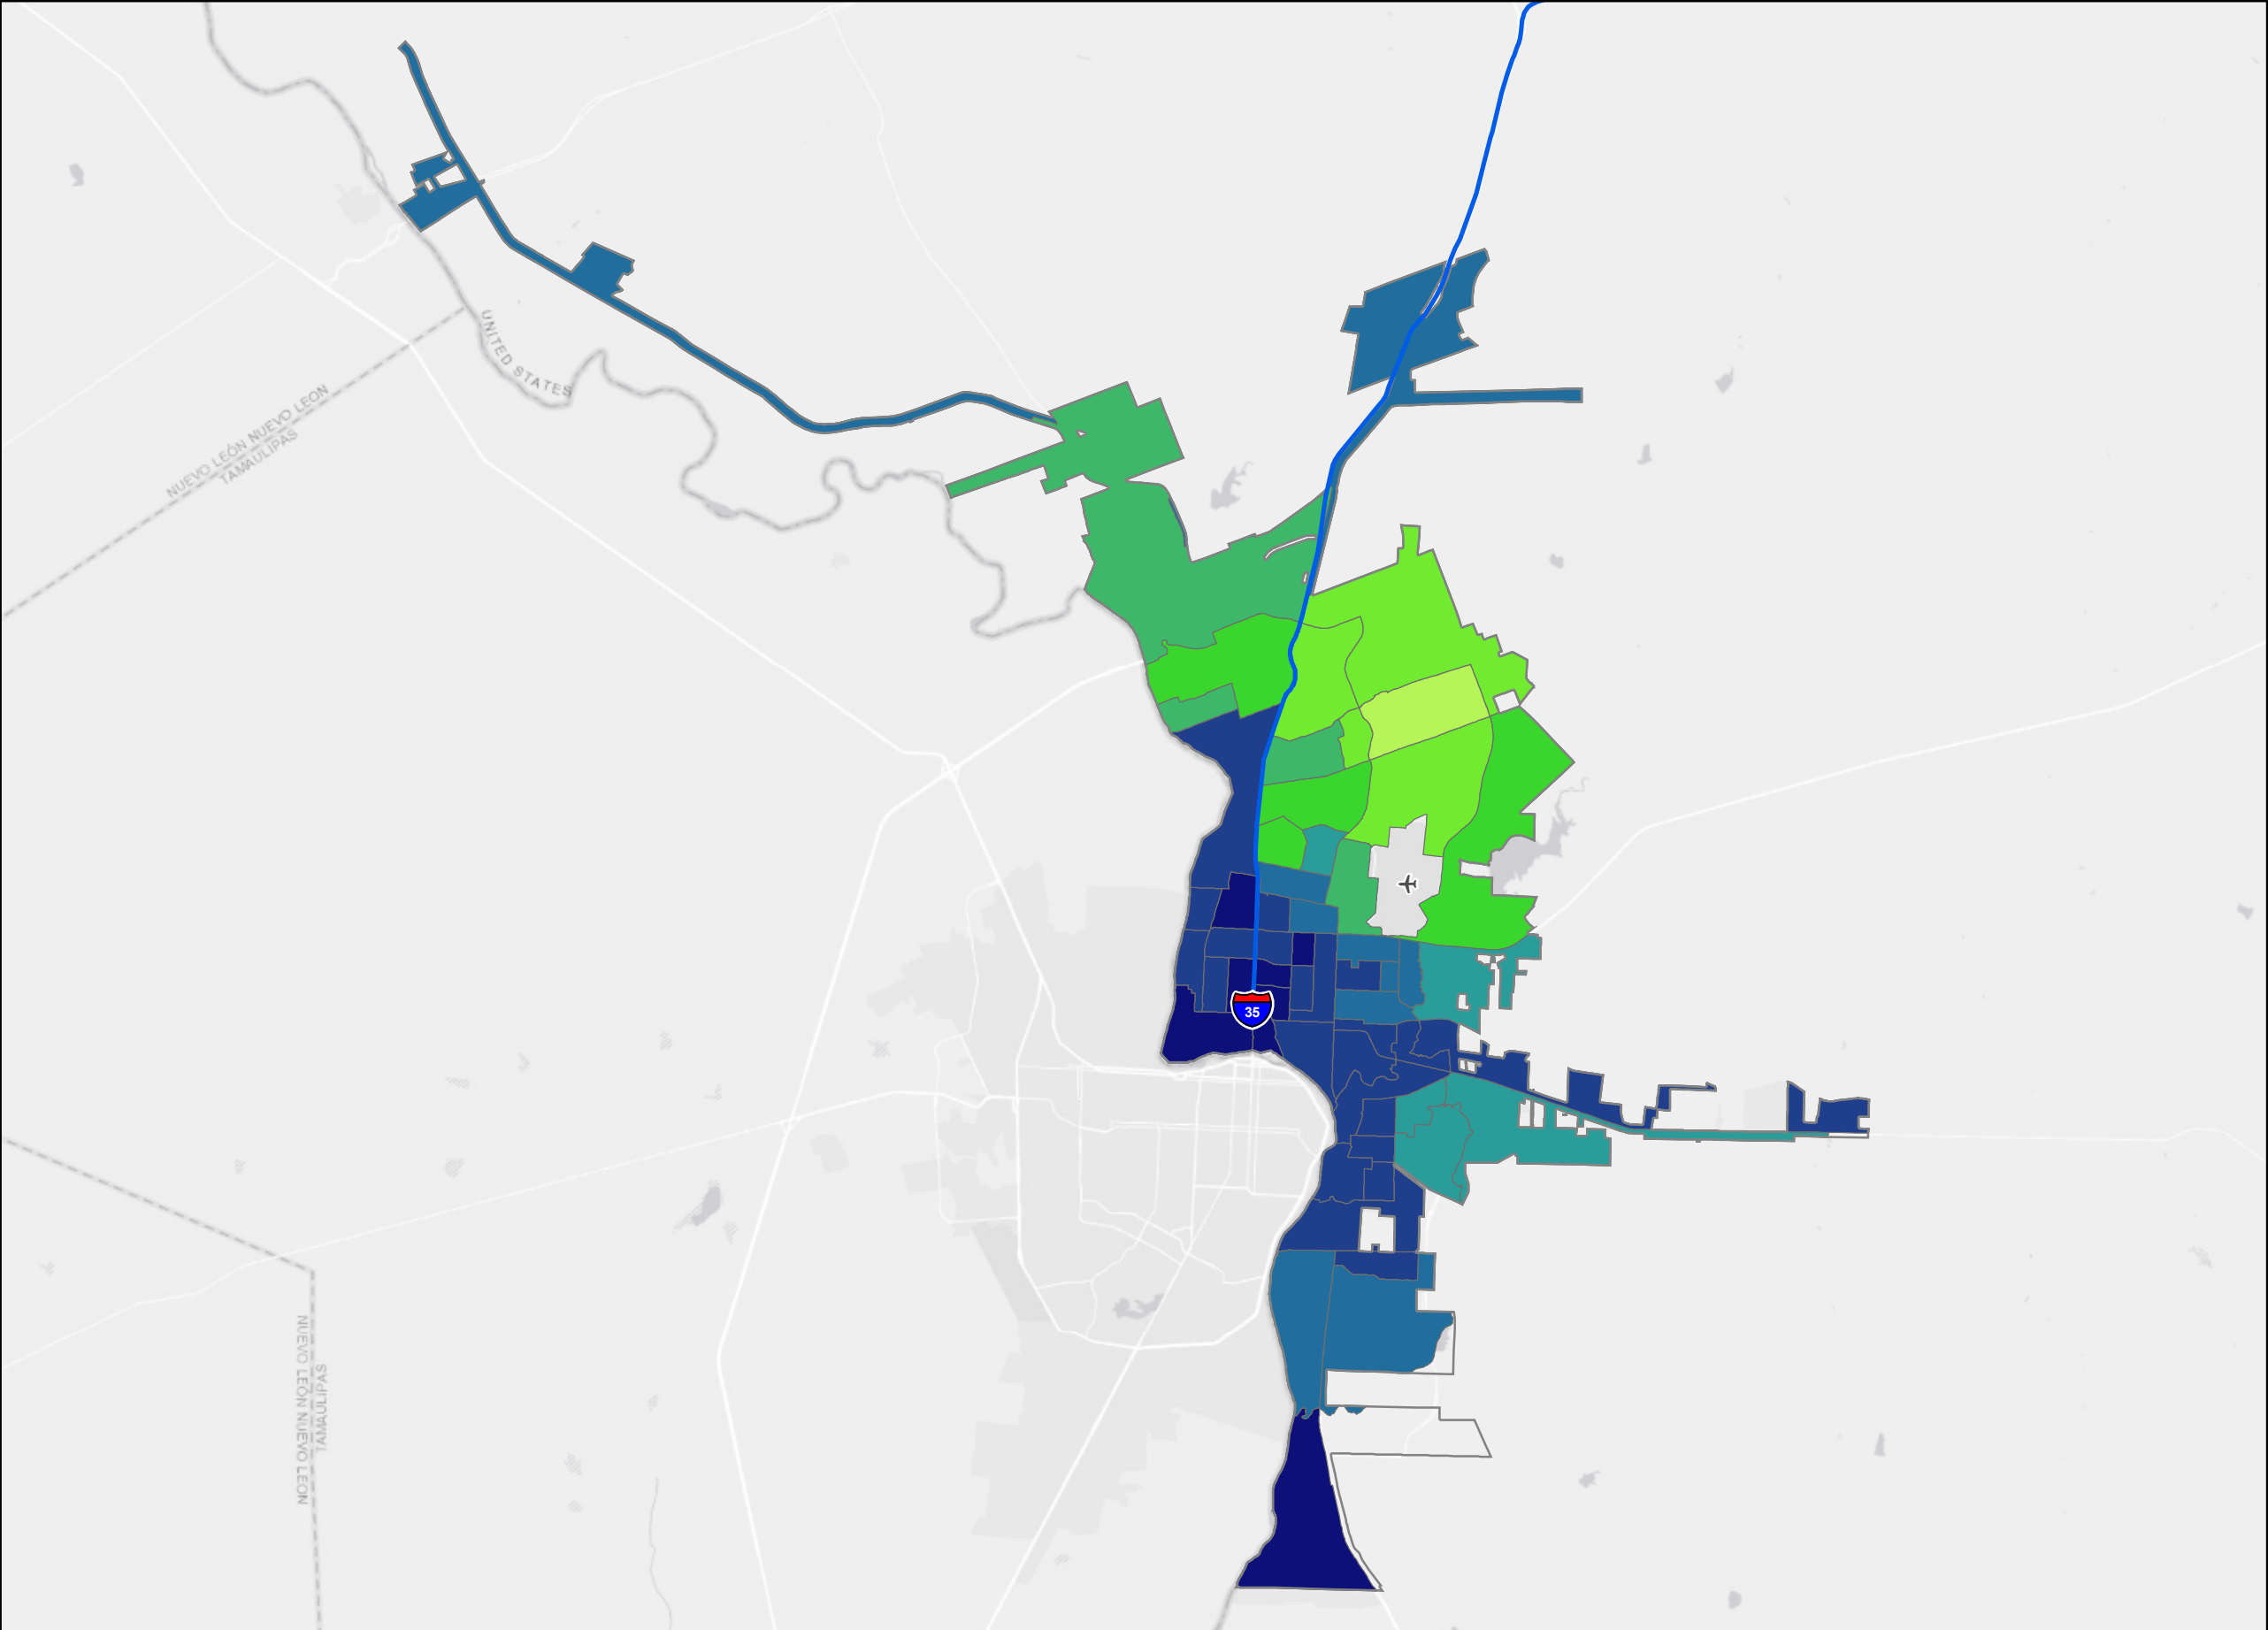 UNITED STATES
NUEVO LEÓN NUEVO LEON
TAMAULIPAS
35
TAMAULIPAS
NUEVO LEÓN NUEVO LEON